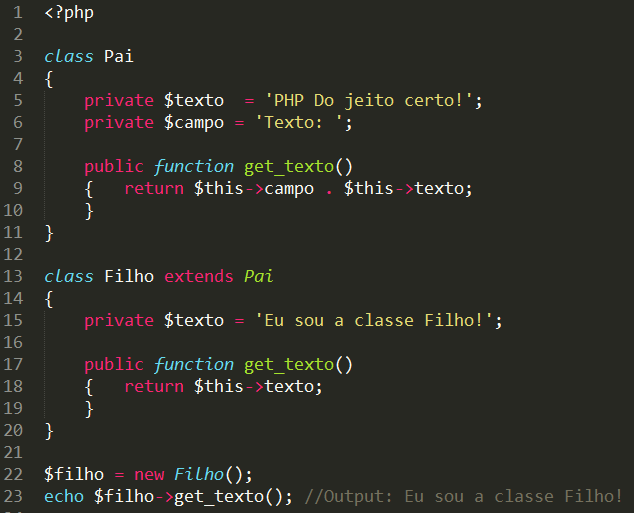 1 <?php
2
3 class Pai
4 {
5     private $texto  = 'PHP Do jeito certo!';
6     private $campo = 'Texto: ';
7
8     public function get_texto()
9     {   return $this->campo . $this->texto;
10     }
11 }
12
13 class Filho extends Pai
14 {
15     private $texto = 'Eu sou a classe Filho!';
16
17     public function get_texto()
18     {   return $this->texto;
19     }
20 }
21
22 $filho = new Filho();
23 echo $filho->get_texto(); //Output: Eu sou a classe Filho!